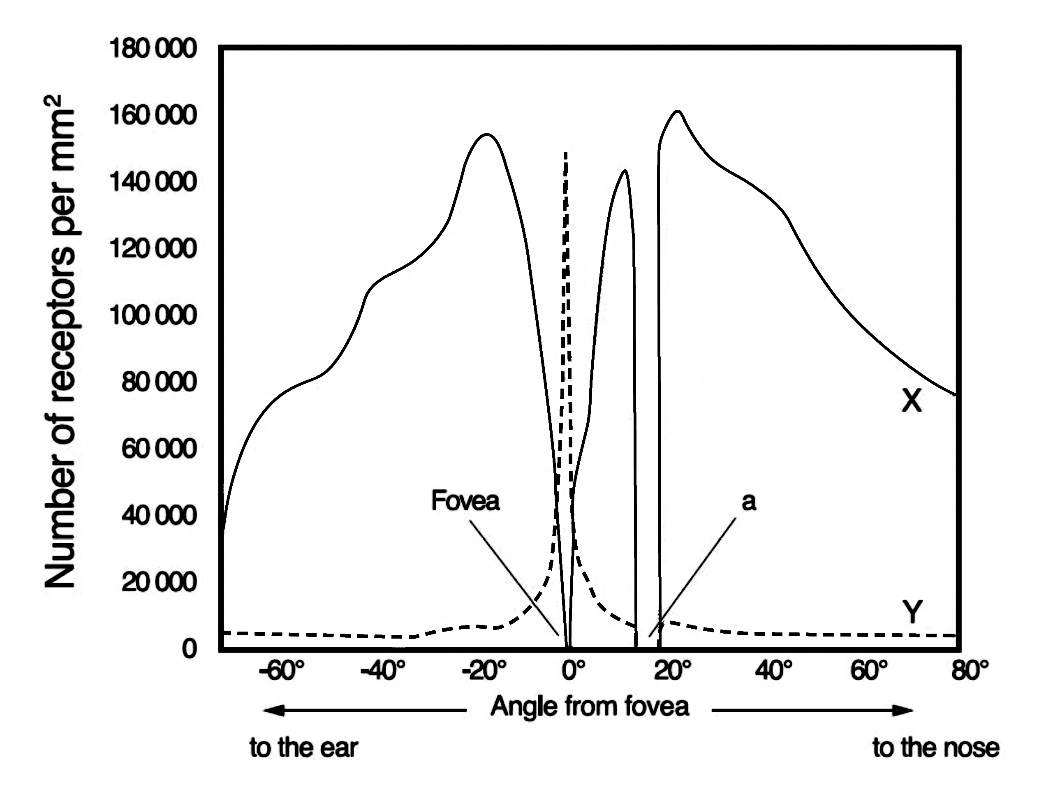 180 000
160 000
140 000
120 000
100 000
80 000
60 000
40 000
20 000
0
Number of receptors per mm²
Fovea
a
X
Y
-60° -40° -20° 0° 20° 40° 60° 80°
Angle from fovea
to the ear
to the nose